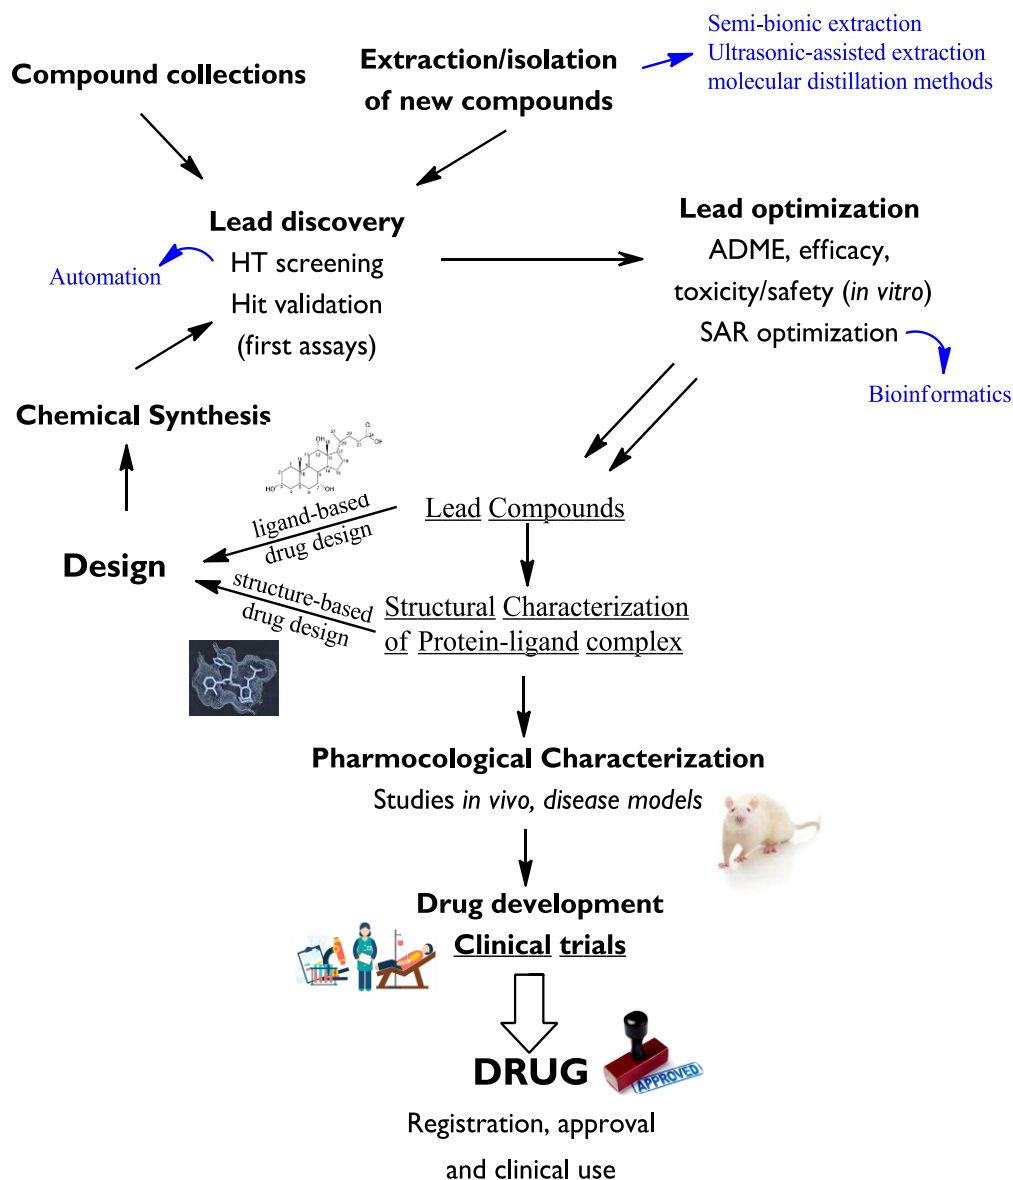 Semi-bionic extraction
Ultrasonic-assisted extraction
molecular distillation methods
Compound collections
Extraction/isolation
of new compounds
Lead discovery
HT screening
Hit validation
(first assays)
Automation
Lead optimization
ADME, efficacy,
toxicity/safety (in vitro)
SAR optimization
Bioinformatics
Chemical Synthesis
Lead Compounds
ligand-based
drug design
Design
structure-based
drug design
Structural Characterization
of Protein-ligand complex
Pharmocological Characterization
Studies in vivo, disease models
Drug development
Clinical trials
DRUG
APPROVED
Registration, approval
and clinical use